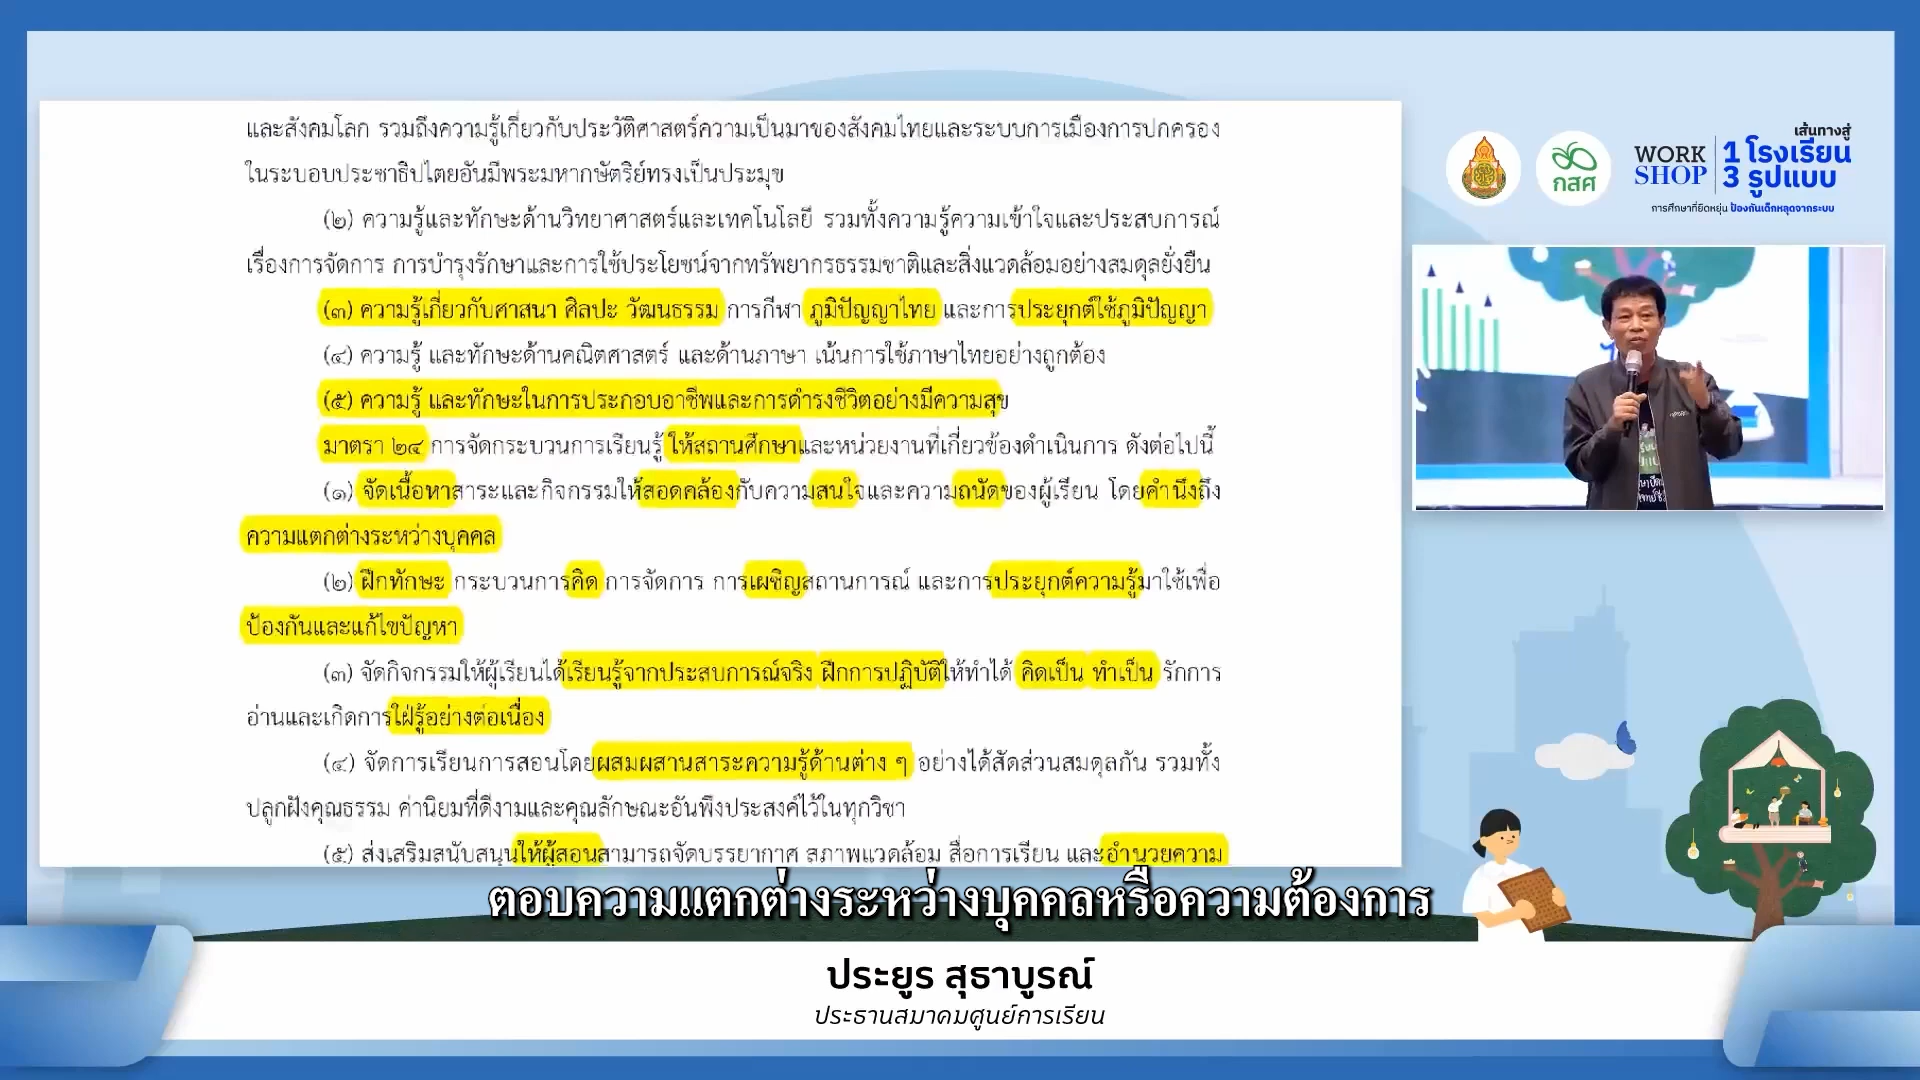 และสังคมโลก รวมถึงความรู้เกี่ยวกับประวัติศาสตร์ความเป็นมาของสังคมไทยและระบบการเมืองการปกครอง
ในระบอบประชาธิปไตยอันมีพระมหากษัตริย์ทรงเป็นประมุข
(๒) ความรู้และทักษะด้านวิทยาศาสตร์และเทคโนโลยี รวมทั้งความรู้ความเข้าใจและประสบการณ์
เรื่องการจัดการ การบำรุงรักษาและการใช้ประโยชน์จากทรัพยากรธรรมชาติและสิ่งแวดล้อมอย่างสมดุลยั่งยืน
(๓) ความรู้เกี่ยวกับศาสนา ศิลปะ วัฒนธรรม การกีฬา ภูมิปัญญาไทย และการประยุกต์ใช้ภูมิปัญญา
(๔) ความรู้ และทักษะด้านคณิตศาสตร์ และด้านภาษา เน้นการใช้ภาษาไทยอย่างถูกต้อง
(๕) ความรู้ และทักษะในการประกอบอาชีพและการดำรงชีวิตอย่างมีความสุข
มาตรา ๒๔ การจัดกระบวนการเรียนรู้ ให้สถานศึกษาและหน่วยงานที่เกี่ยวข้องดำเนินการ ดังต่อไปนี้
(๑) จัดเนื้อหาสาระและกิจกรรมให้สอดคล้องกับความสนใจและความถนัดของผู้เรียน โดยคำนึงถึง
ความแตกต่างระหว่างบุคคล
(๒) ฝึกทักษะ กระบวนการคิด การจัดการ การเผชิญสถานการณ์ และการประยุกต์ความรู้มาใช้เพื่อ
ป้องกันและแก้ไขปัญหา
(๓) จัดกิจกรรมให้ผู้เรียนได้เรียนรู้จากประสบการณ์จริง ฝึกการปฏิบัติให้ทำได้ คิดเป็น ทำเป็น รักการ
อ่านและเกิดการใฝ่รู้อย่างต่อเนื่อง
(๔) จัดการเรียนการสอนโดยผสมผสานสาระความรู้ด้านต่าง ๆ อย่างได้สัดส่วนสมดุลกัน รวมทั้ง
ปลูกฝังคุณธรรม ค่านิยมที่ดีงามและคุณลักษณะอันพึงประสงค์ไว้ในทุกวิชา
(๕) ส่งเสริมสนับสนุนให้ผู้สอนสามารถจัดบรรยากาศ สภาพแวดล้อม สื่อการเรียน และอำนวยความ
กสศ
WORK
SHOP
เส้นทางสู่
1 โรงเรียน
3 รูปแบบ
การศึกษาที่ยืดหยุ่น ป้องกันเด็กหลุดจากระบบ
ตอบความแตกต่างระหว่างบุคคลหรือความต้องการ
ประยูร สุธาบูรณ์
ประธานสมาคมศูนย์การเรียน